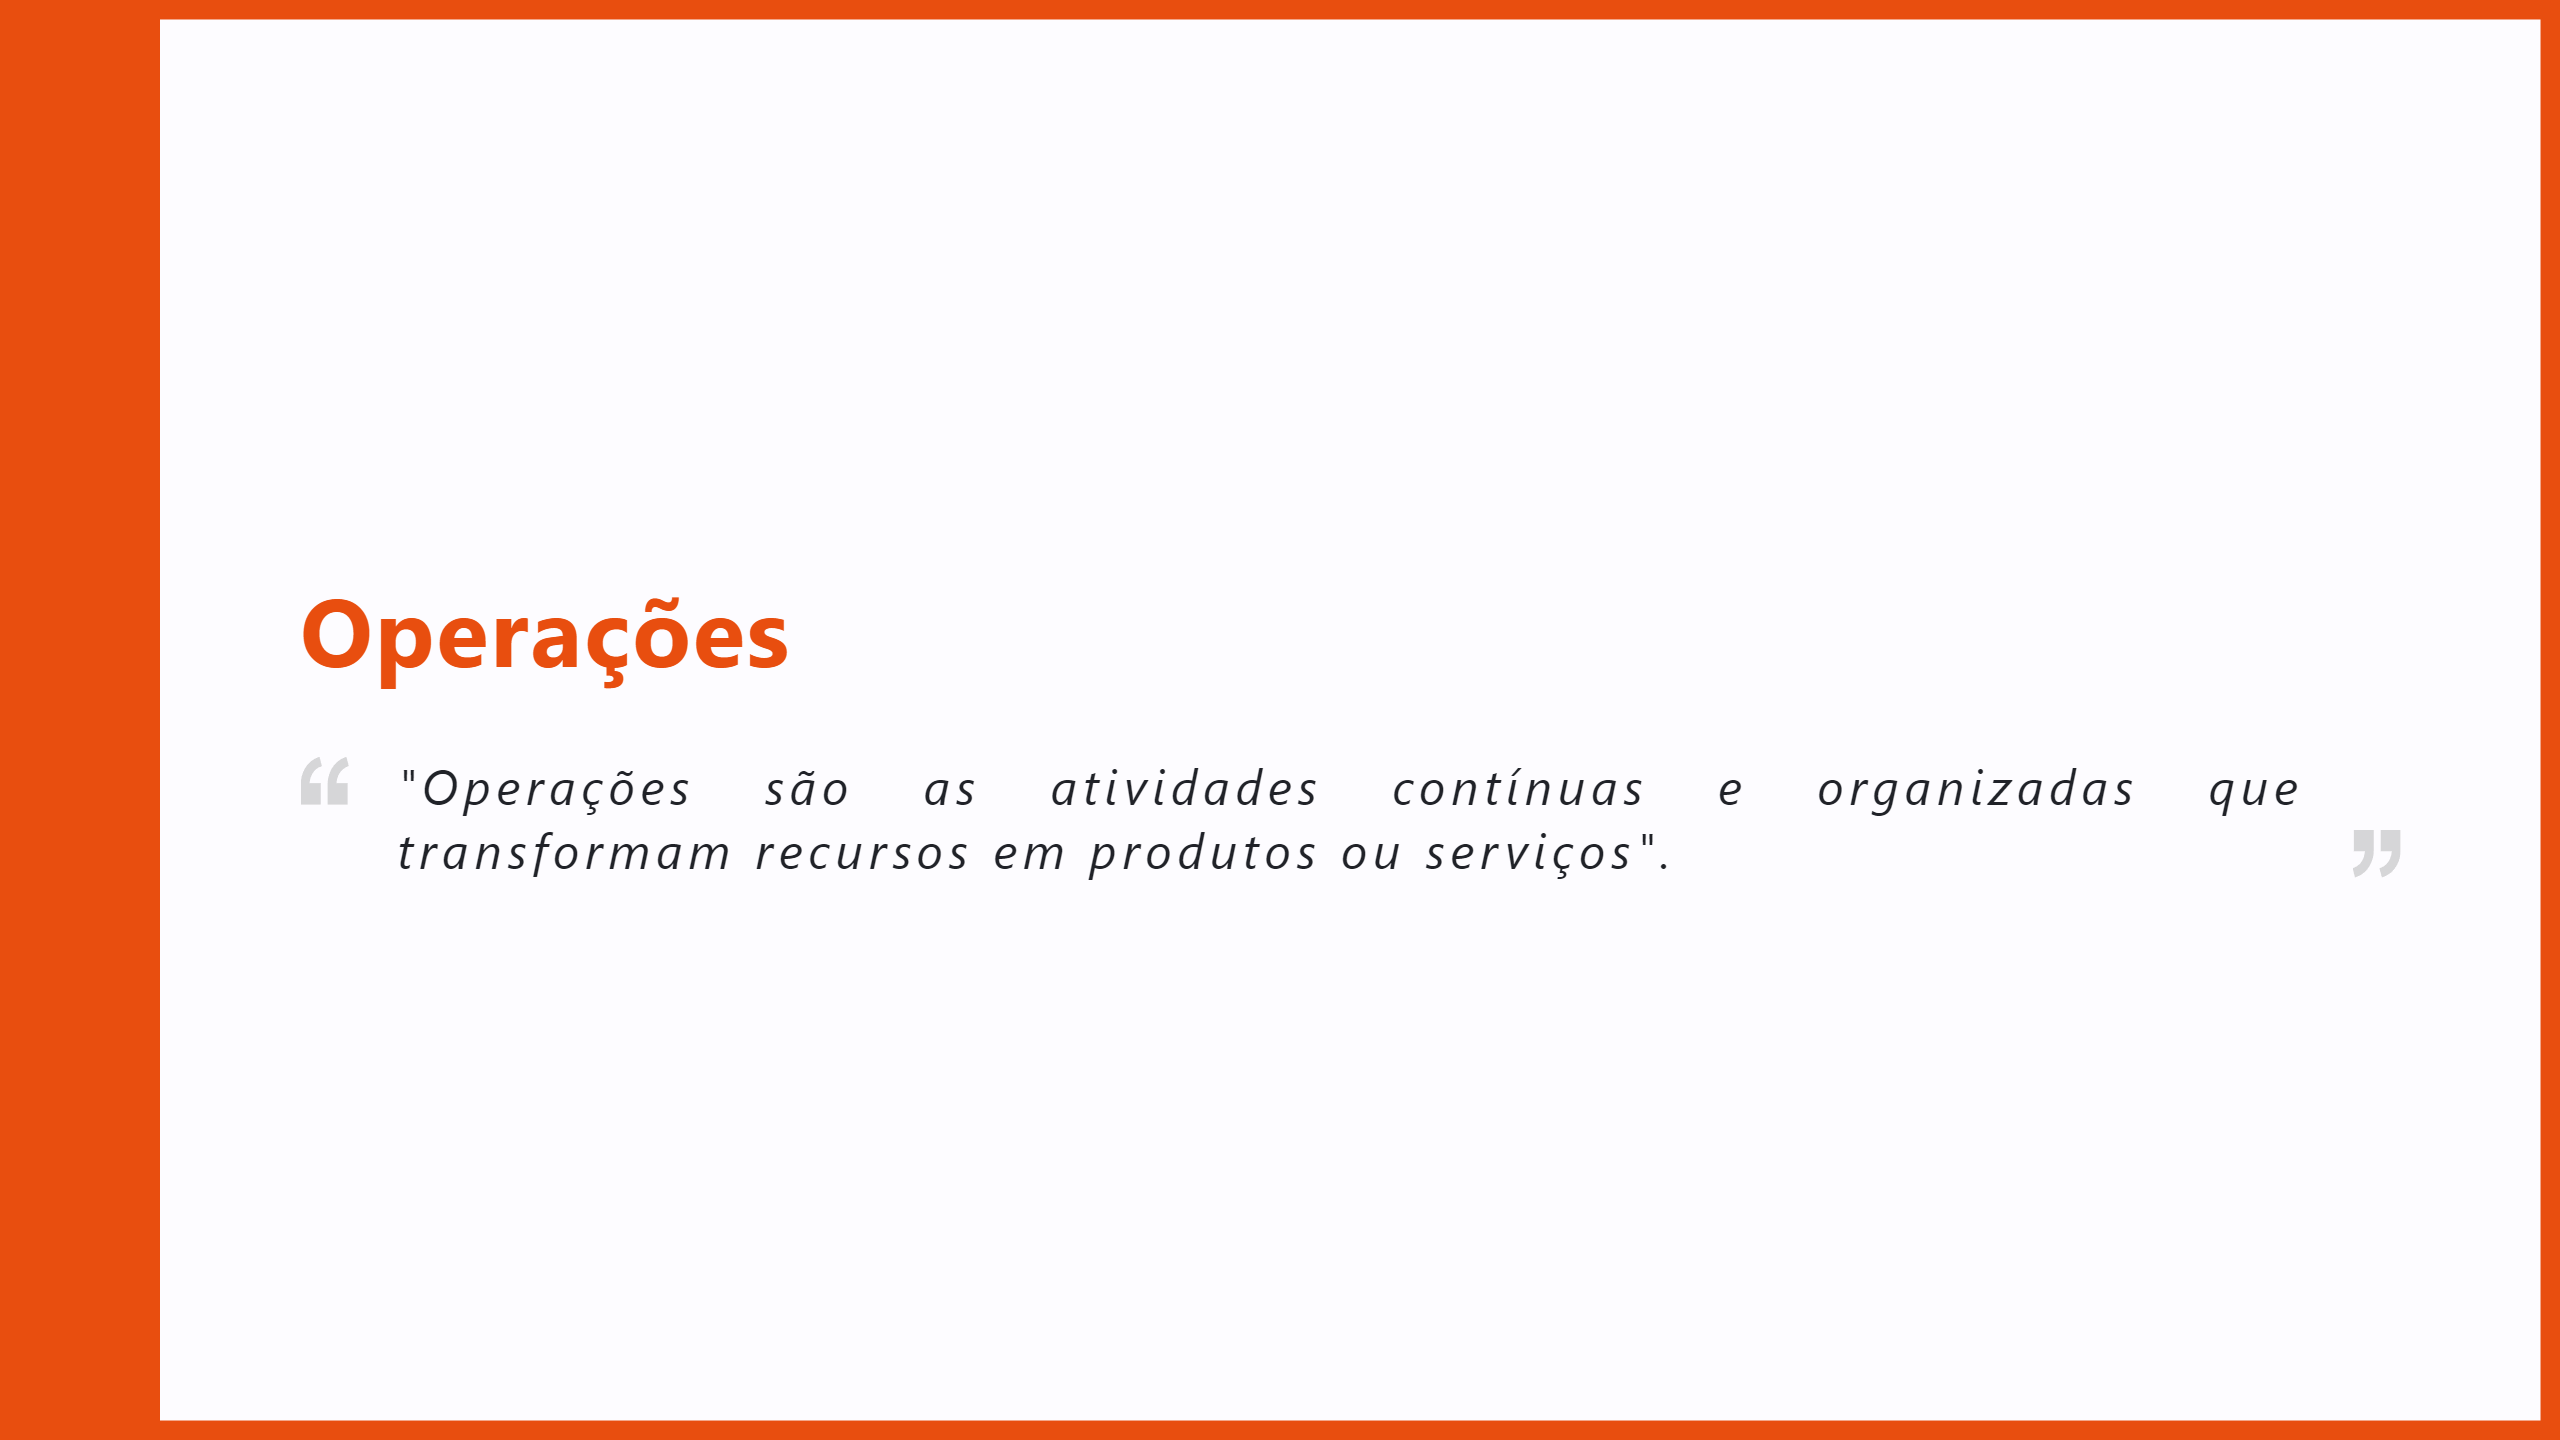 Operações
"Operações são as atividades contínuas e organizadas que
transformam recursos em produtos ou serviços".